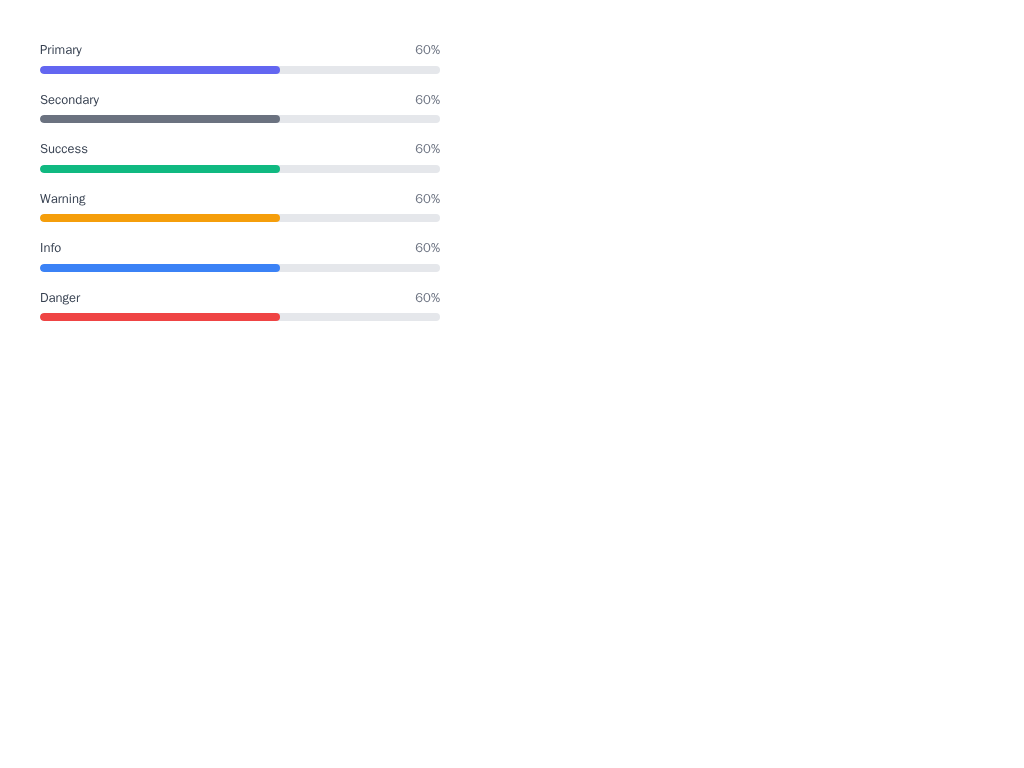 Primary 60%
Secondary 60%
Success 60%
Warning 60%
Info 60%
Danger 60%